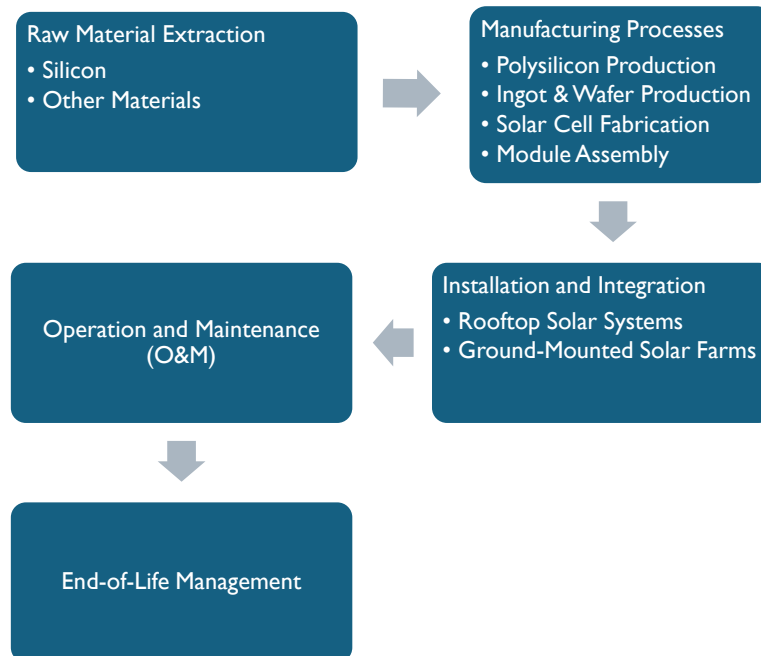 Raw Material Extraction
• Silicon
• Other Materials
Manufacturing Processes
• Polysilicon Production
• Ingot & Wafer Production
• Solar Cell Fabrication
• Module Assembly
Installation and Integration
• Rooftop Solar Systems
• Ground-Mounted Solar Farms
Operation and Maintenance
(O&M)
End-of-Life Management